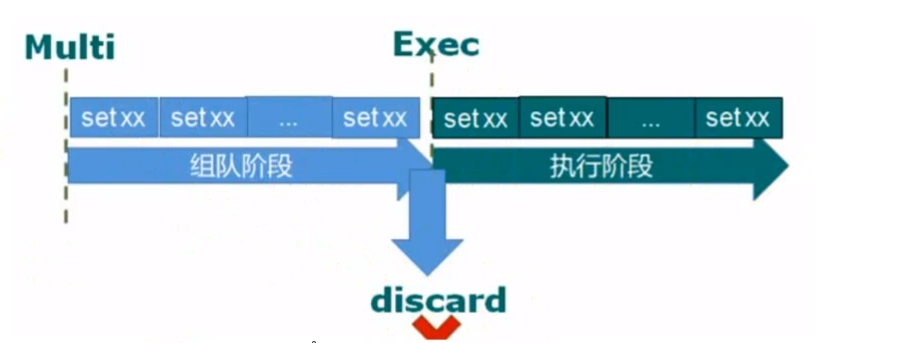 Multi Exec
set xx set xx ... set xx set xx set xx ... set xx
组队阶段 执行阶段
discard